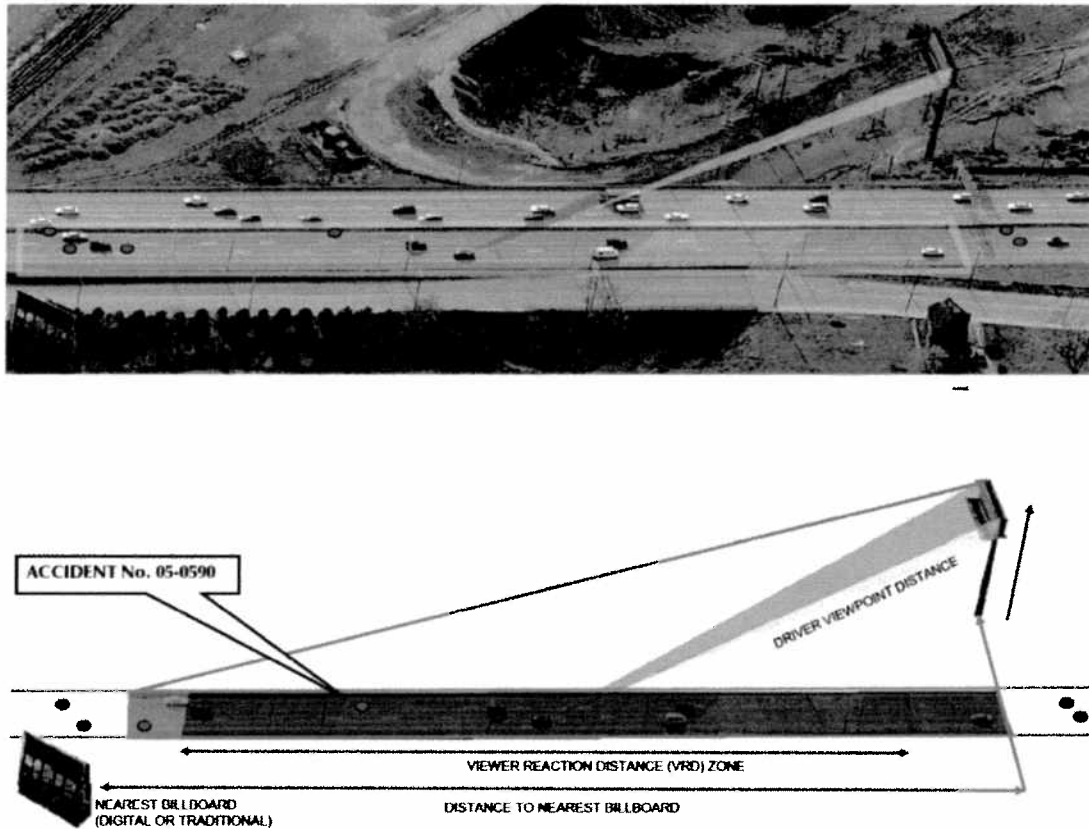 ACCIDENT No. 05-0590
DRIVER VIEWPOINT DISTANCE
VIEWER REACTION DISTANCE (VRD) ZONE
NEAREST BILLBOARD
(DIGITAL OR TRADITIONAL)
DISTANCE TO NEAREST BILLBOARD